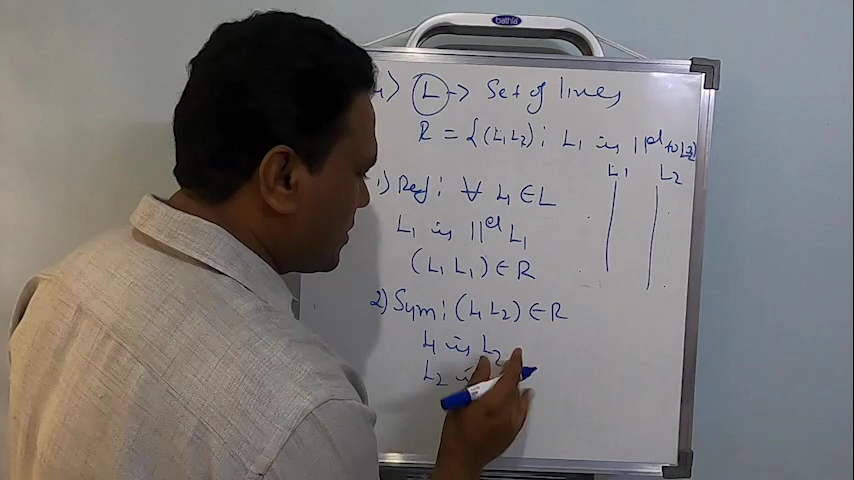 bathla
L -> Set of lines
R = {(L1 L2) : L1 is ||el to L2}
L1 L2
1) Ref : ∀ L1 ∈ L
L1 is ||el L1
(L1 L1) ∈ R
2) Sym : (L1 L2) ∈ R
L1 is L2
L2 is